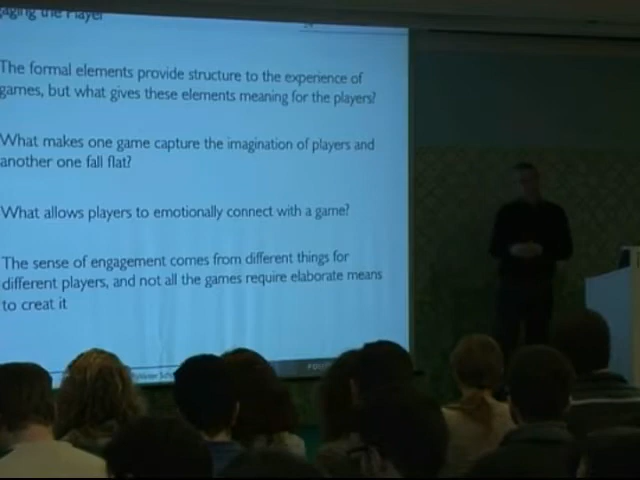 the Player
The formal elements provide structure to the experience of
games, but what gives these elements meaning for the players?
What makes one game capture the imagination of players and
another one fall flat?
What allows players to emotionally connect with a game?
The sense of engagement comes from different things for
different players, and not all the games require elaborate means
to creat it